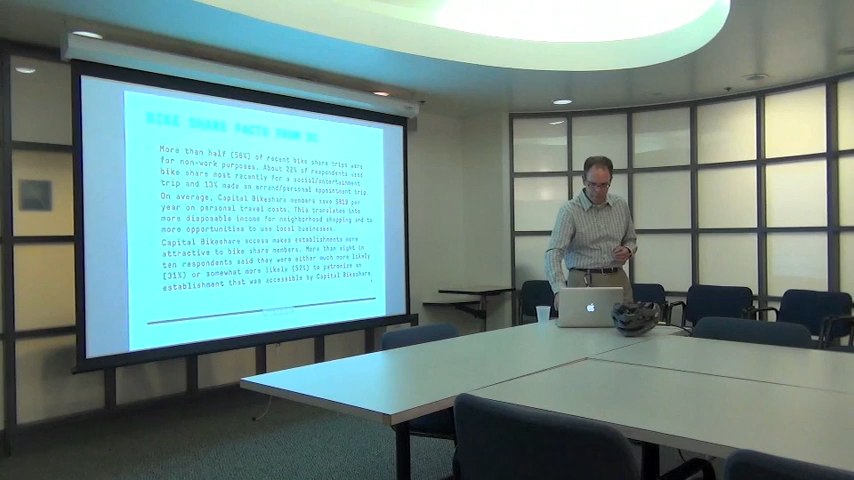 BIKE SHARE FACTS FROM DC
More than half (56%) of recent bike share trips were
for non-work purposes. About 22% of respondents used
bike share most recently for a social/entertainment
trip and 13% made an errand/personal appointment trip.
On average, Capital Bikeshare members save $819 per
year on personal travel costs. This translates into
more disposable income for neighborhood shopping and to
more opportunities to use local businesses.
Capital Bikeshare access makes establishments more
attractive to bike share members. More than eight in
ten respondents said they were either much more likely
(31%) or somewhat more likely (52%) to patronize an
establishment that was accessible by Capital Bikeshare.